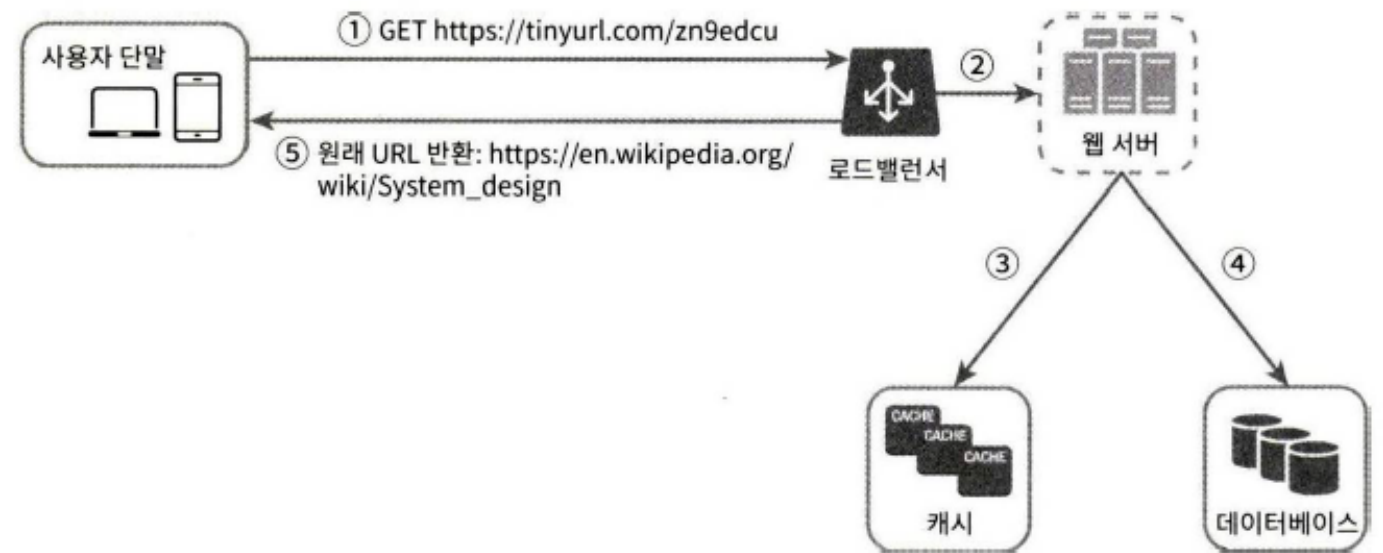 사용자 단말
① GET https://tinyurl.com/zn9edcu
②
웹 서버
⑤ 원래 URL 반환: https://en.wikipedia.org/
wiki/System_design
로드밸런서
③
④
CACHE
CACHE
CACHE
캐시
데이터베이스